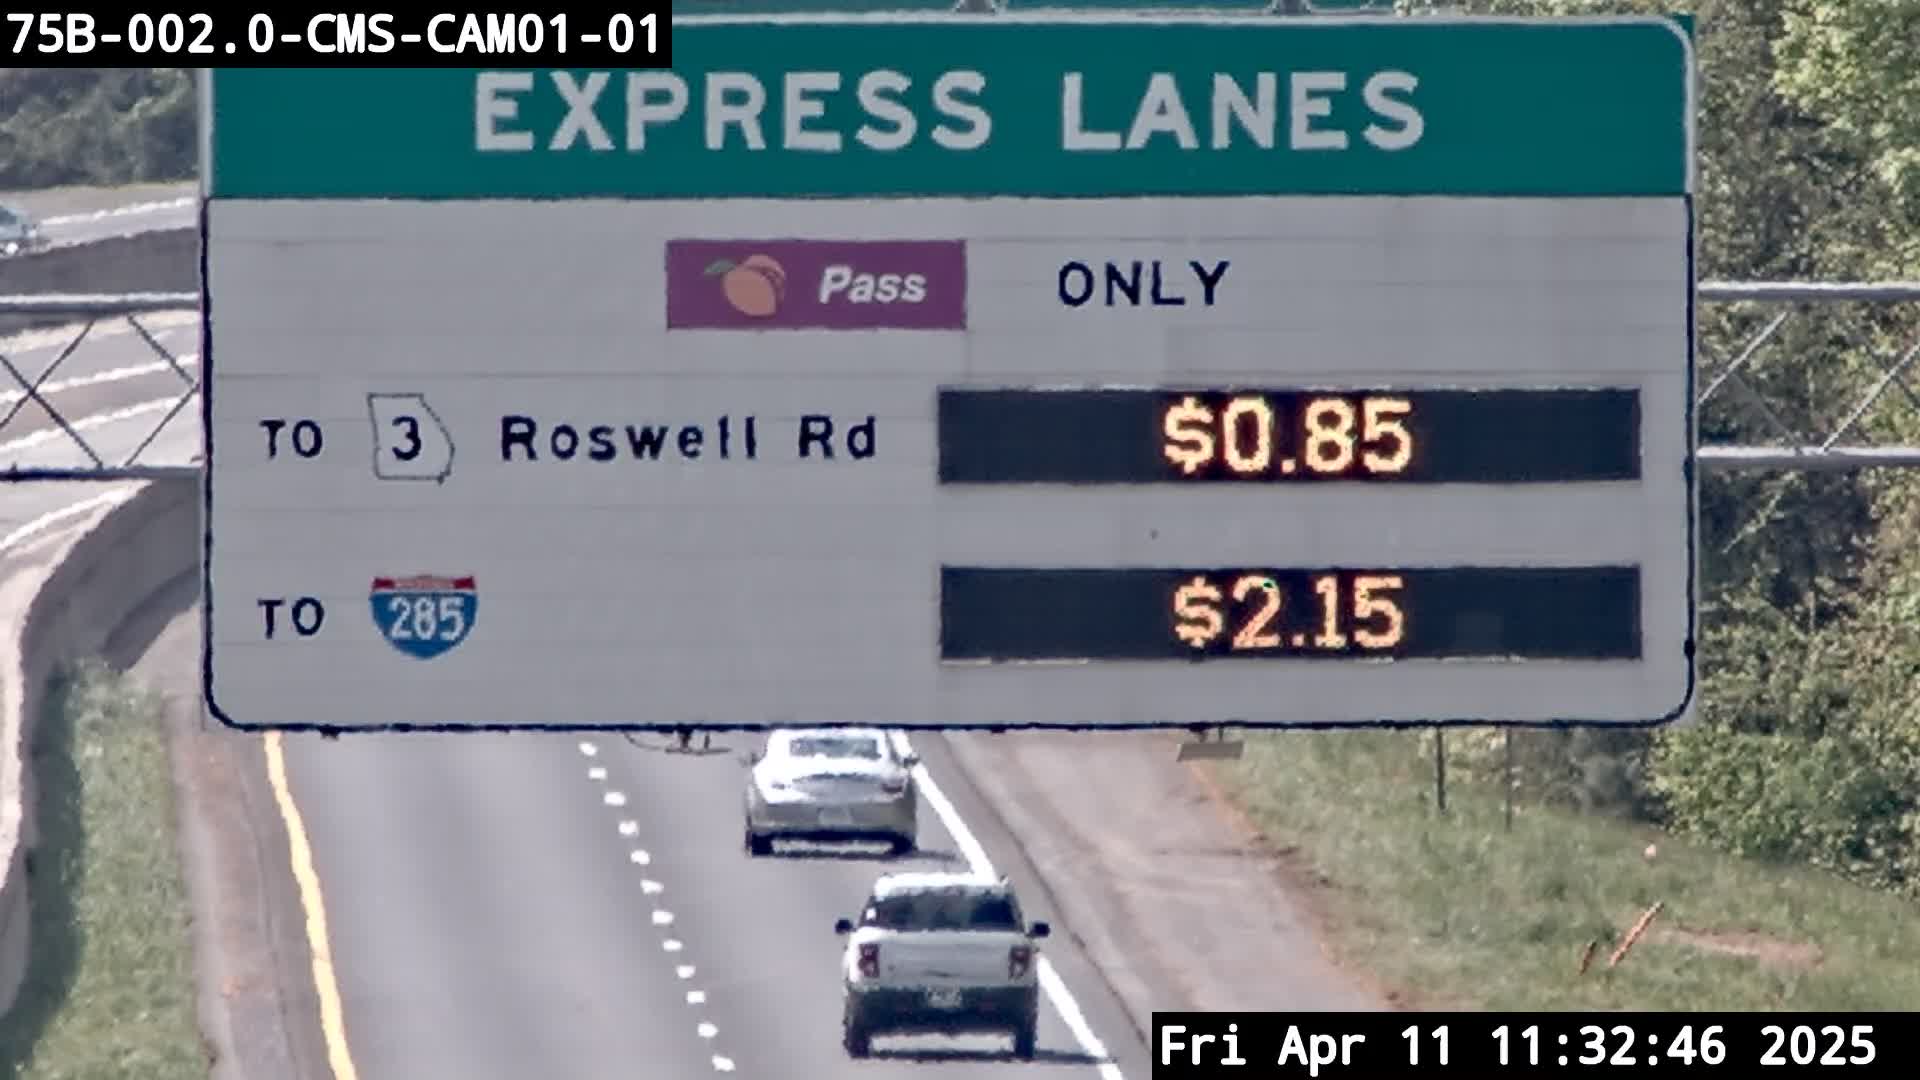 75B-002.0-CMS-CAM01-01
EXPRESS LANES
Pass ONLY
TO 3 Roswell Rd $0.85
TO 285 $2.15
Fri Apr 11 11:32:46 2025